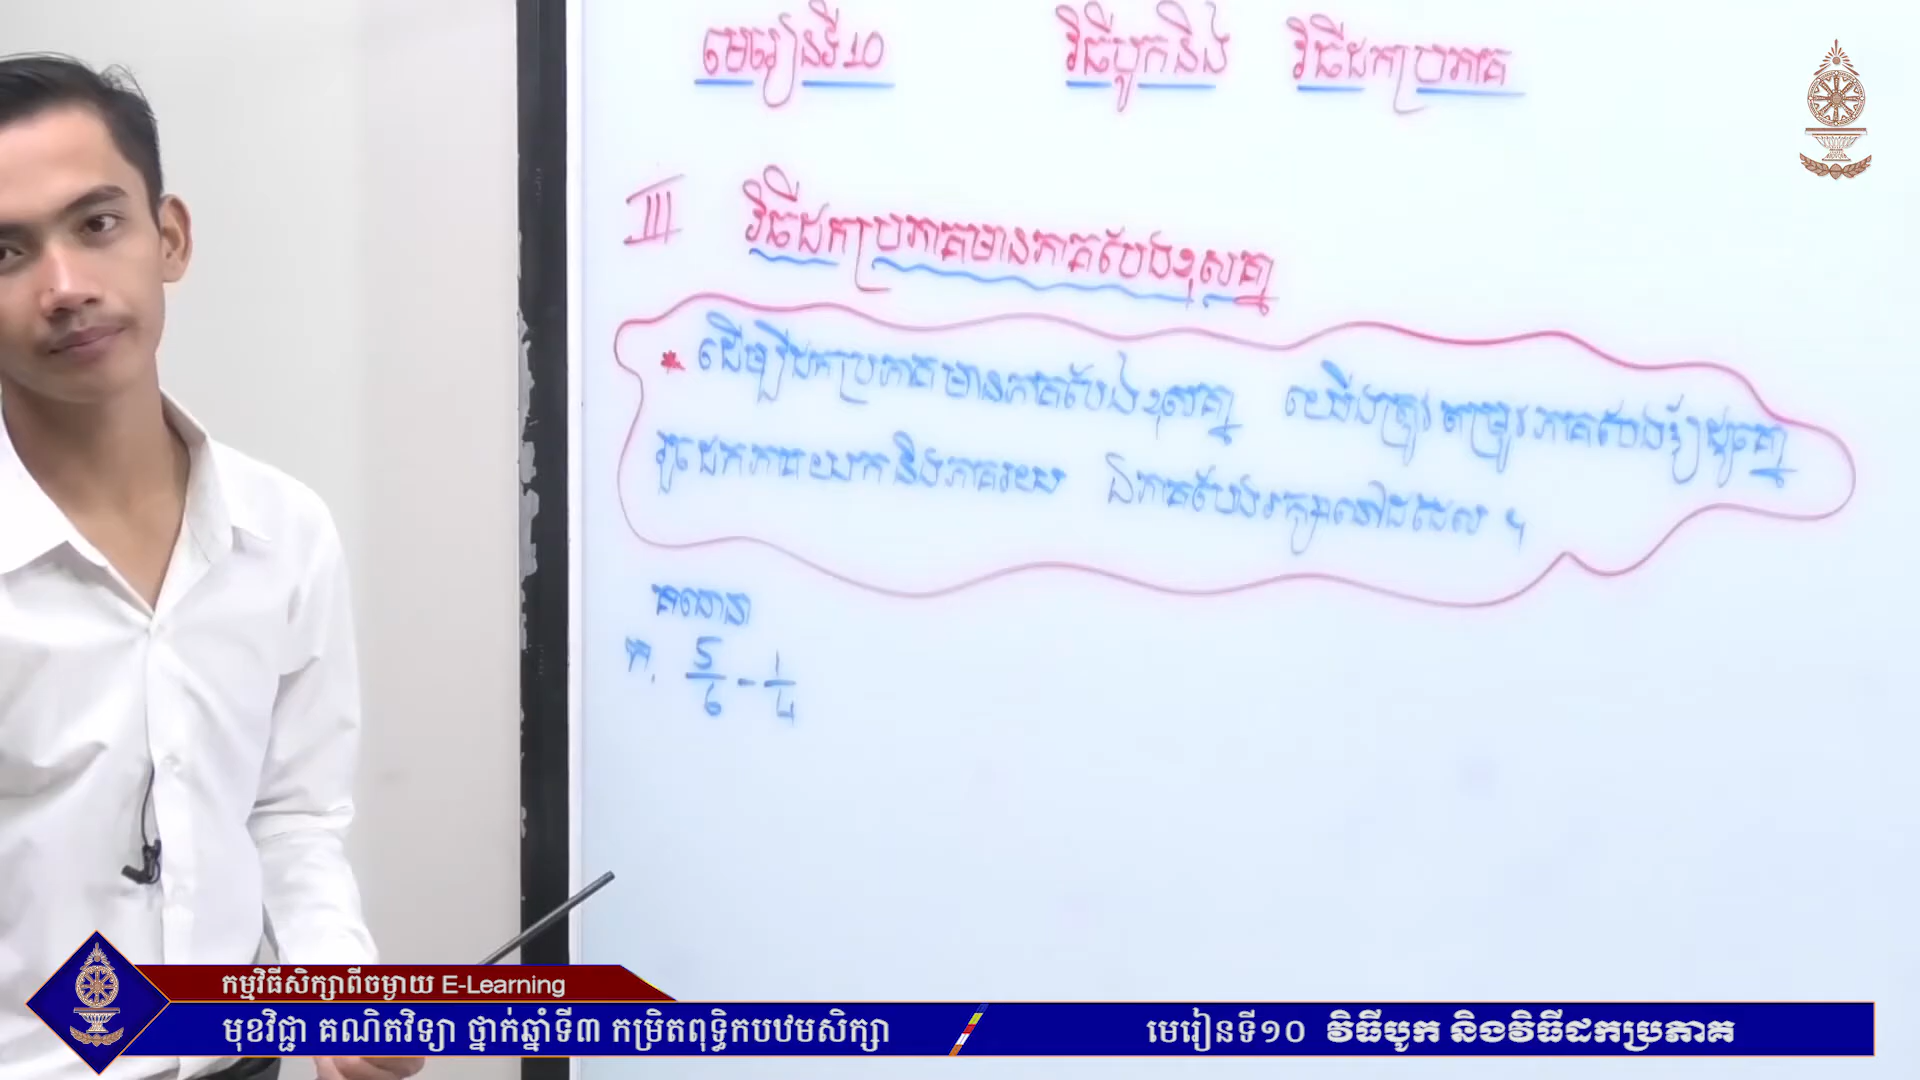 មេរៀនទី10 វិធីបូកនិង វិធីដកប្រភាគ
III វិធីដកប្រភាគមានភាគបែងខុសគ្នា
* ដើម្បីដកប្រភាគមានភាគបែងខុសគ្នា យើងត្រូវតម្រូវភាគបែងឱ្យដូចគ្នា
រួចដកភាគយកនិងភាគយក ឯភាគបែងរក្សានៅដដែល ។
គណនា
ក. 5/6 - 1/4
កម្មវិធីសិក្សាពីចម្ងាយ E-Learning
មុខវិជ្ជា គណិតវិទ្យា ថ្នាក់ឆ្នាំទី៣ កម្រិតពុទ្ធិកបឋមសិក្សា
មេរៀនទី១០ វិធីបូក និងវិធីដកប្រភាគ